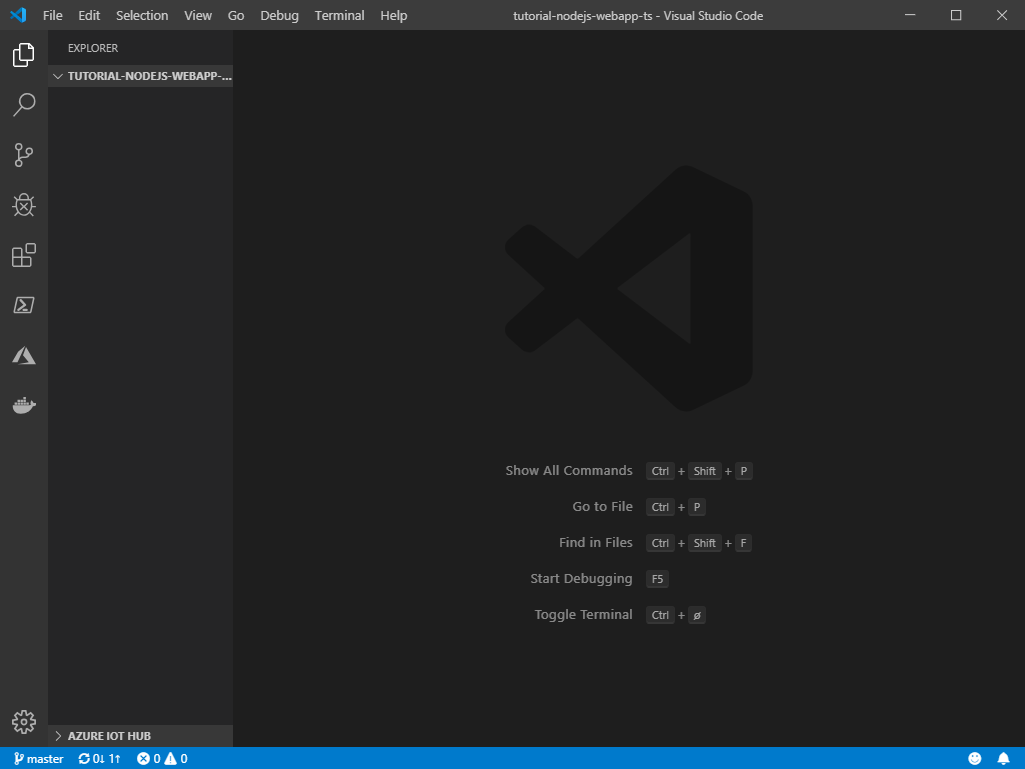 File Edit Selection View Go Debug Terminal Help tutorial-nodejs-webapp-ts - Visual Studio Code
EXPLORER
TUTORIAL-NODEJS-WEBAPP-...
Show All Commands Ctrl + Shift + P
Go to File Ctrl + P
Find in Files Ctrl + Shift + F
Start Debugging F5
Toggle Terminal Ctrl + ø
AZURE IOT HUB
master 0↓ 1↑ 0 0